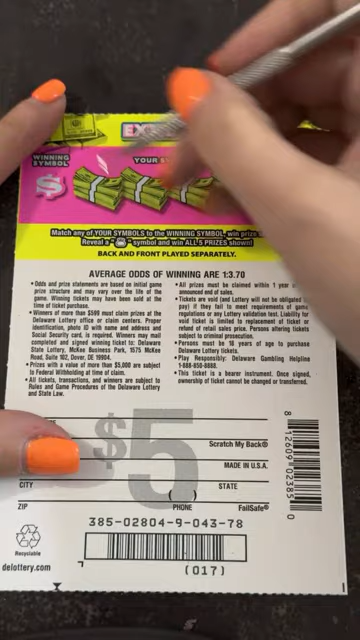 WINNING
SYMBOL
YOUR
Match any of YOUR SYMBOLS to the WINNING SYMBOL, win prize
Reveal a " " symbol and win ALL 5 PRIZES shown!
BACK AND FRONT PLAYED SEPARATELY.
AVERAGE ODDS OF WINNING ARE 1:3.70
• Odds and prize statements are based on initial game
prize structure and may vary over the life of the
game. Winning tickets may have been sold at the
time of ticket purchase.
• Winners of more than $599 must claim prizes at the
Delaware Lottery office or claim centers. Proper
identification, photo ID with name and address and
Social Security card, is required. Winners may mail
completed and signed winning ticket to: Delaware
State Lottery, McKee Business Park, 1575 McKee
Road, Suite 102, Dover, DE 19904.
• Prizes with a value of more than $5,000 are subject
to Federal Withholding at time of claim.
• All tickets, transactions, and winners are subject to
Rules and Game Procedures of the Delaware Lottery
and State Law.
• All prizes must be claimed within 1 year of
announced end of sales.
• Tickets are void (and Lottery will not be obligated to
pay) if they fail to meet requirements of game
regulations or any Lottery validation test. Liability for
void ticket is limited to replacement of ticket or
refund of retail sales price. Persons altering tickets
subject to criminal prosecution.
• Persons must be 18 years of age to purchase
Delaware Lottery tickets.
• Play Responsibly: Delaware Gambling Helpline
1-888-850-8888.
• This ticket is a bearer instrument. Once signed,
ownership of ticket cannot be changed or transferred.
$5
Scratch My Back®
MADE IN U.S.A.
CITY STATE
( )
ZIP PHONE FailSafe®
8 12609 02385 0
385-02804-9-043-78
Recyclable
delottery.com
(017)